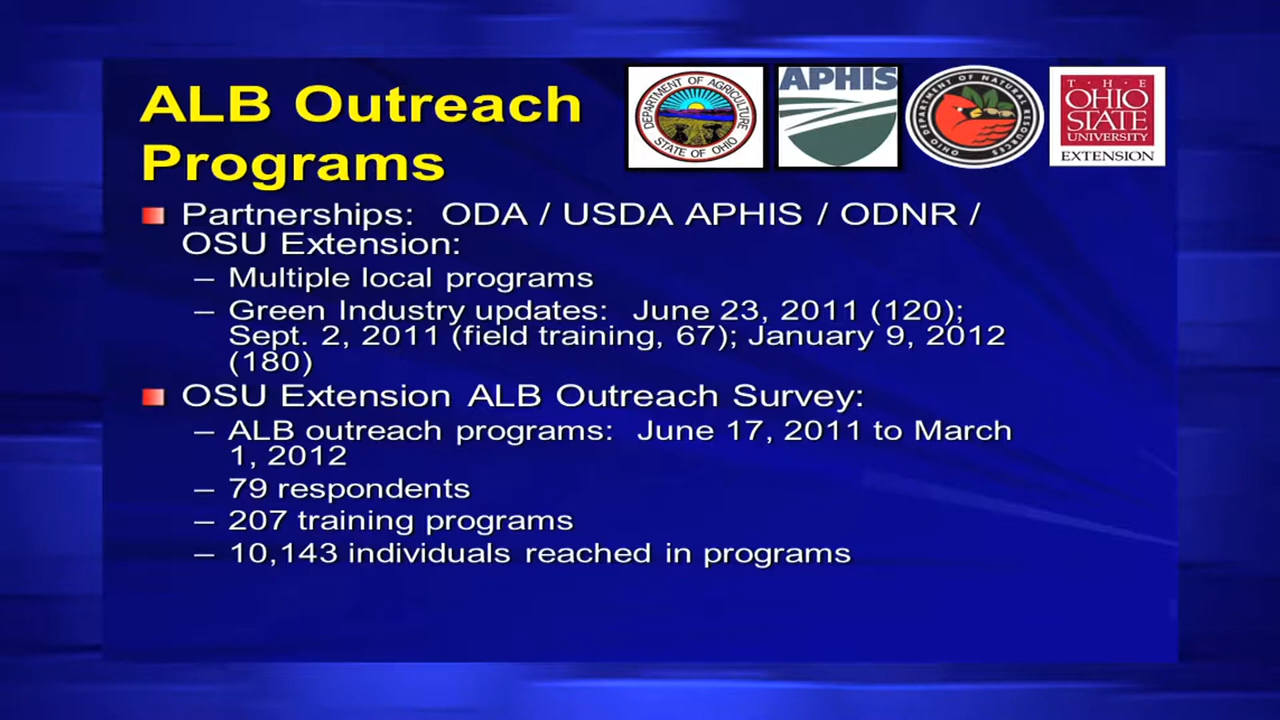 ALB Outreach
Programs
DEPARTMENT OF AGRICULTURE
STATE OF OHIO
APHIS
OHIO DEPARTMENT OF NATURAL RESOURCES
T · H · E
OHIO
STATE
UNIVERSITY
EXTENSION
Partnerships: ODA / USDA APHIS / ODNR /
OSU Extension:
– Multiple local programs
– Green Industry updates: June 23, 2011 (120);
Sept. 2, 2011 (field training, 67); January 9, 2012
(180)
OSU Extension ALB Outreach Survey:
– ALB outreach programs: June 17, 2011 to March
1, 2012
– 79 respondents
– 207 training programs
– 10,143 individuals reached in programs